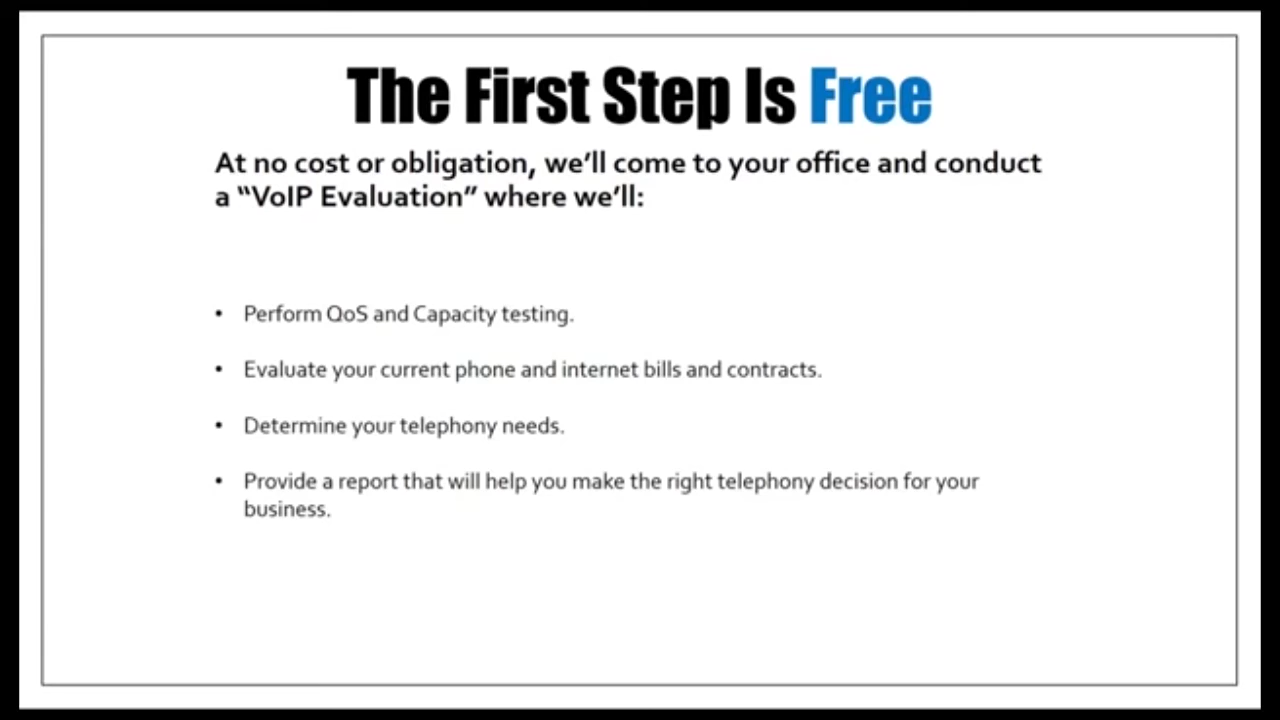 The First Step Is Free
At no cost or obligation, we’ll come to your office and conduct
a “VoIP Evaluation” where we’ll:
• Perform QoS and Capacity testing.
• Evaluate your current phone and internet bills and contracts.
• Determine your telephony needs.
• Provide a report that will help you make the right telephony decision for your
business.